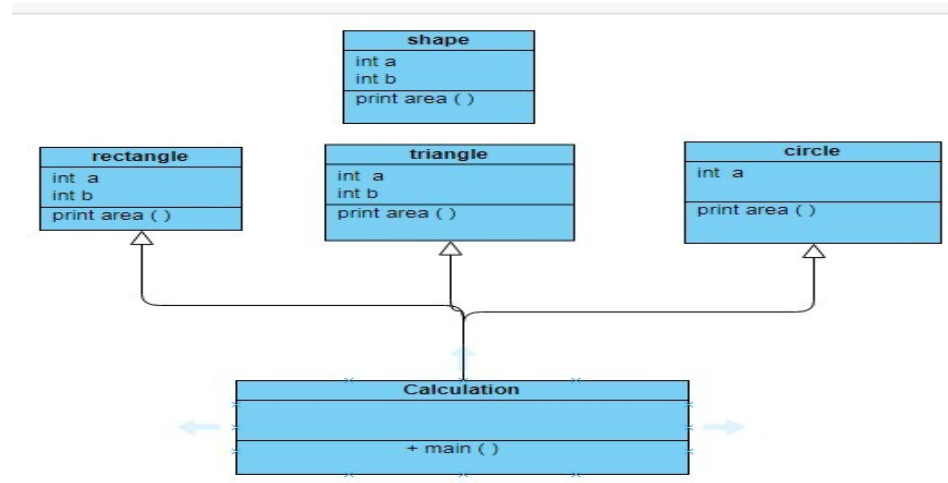 shape
int a
int b
print area ( )
rectangle
int a
int b
print area ( )
triangle
int a
int b
print area ( )
circle
int a
print area ( )
Calculation
+ main ( )